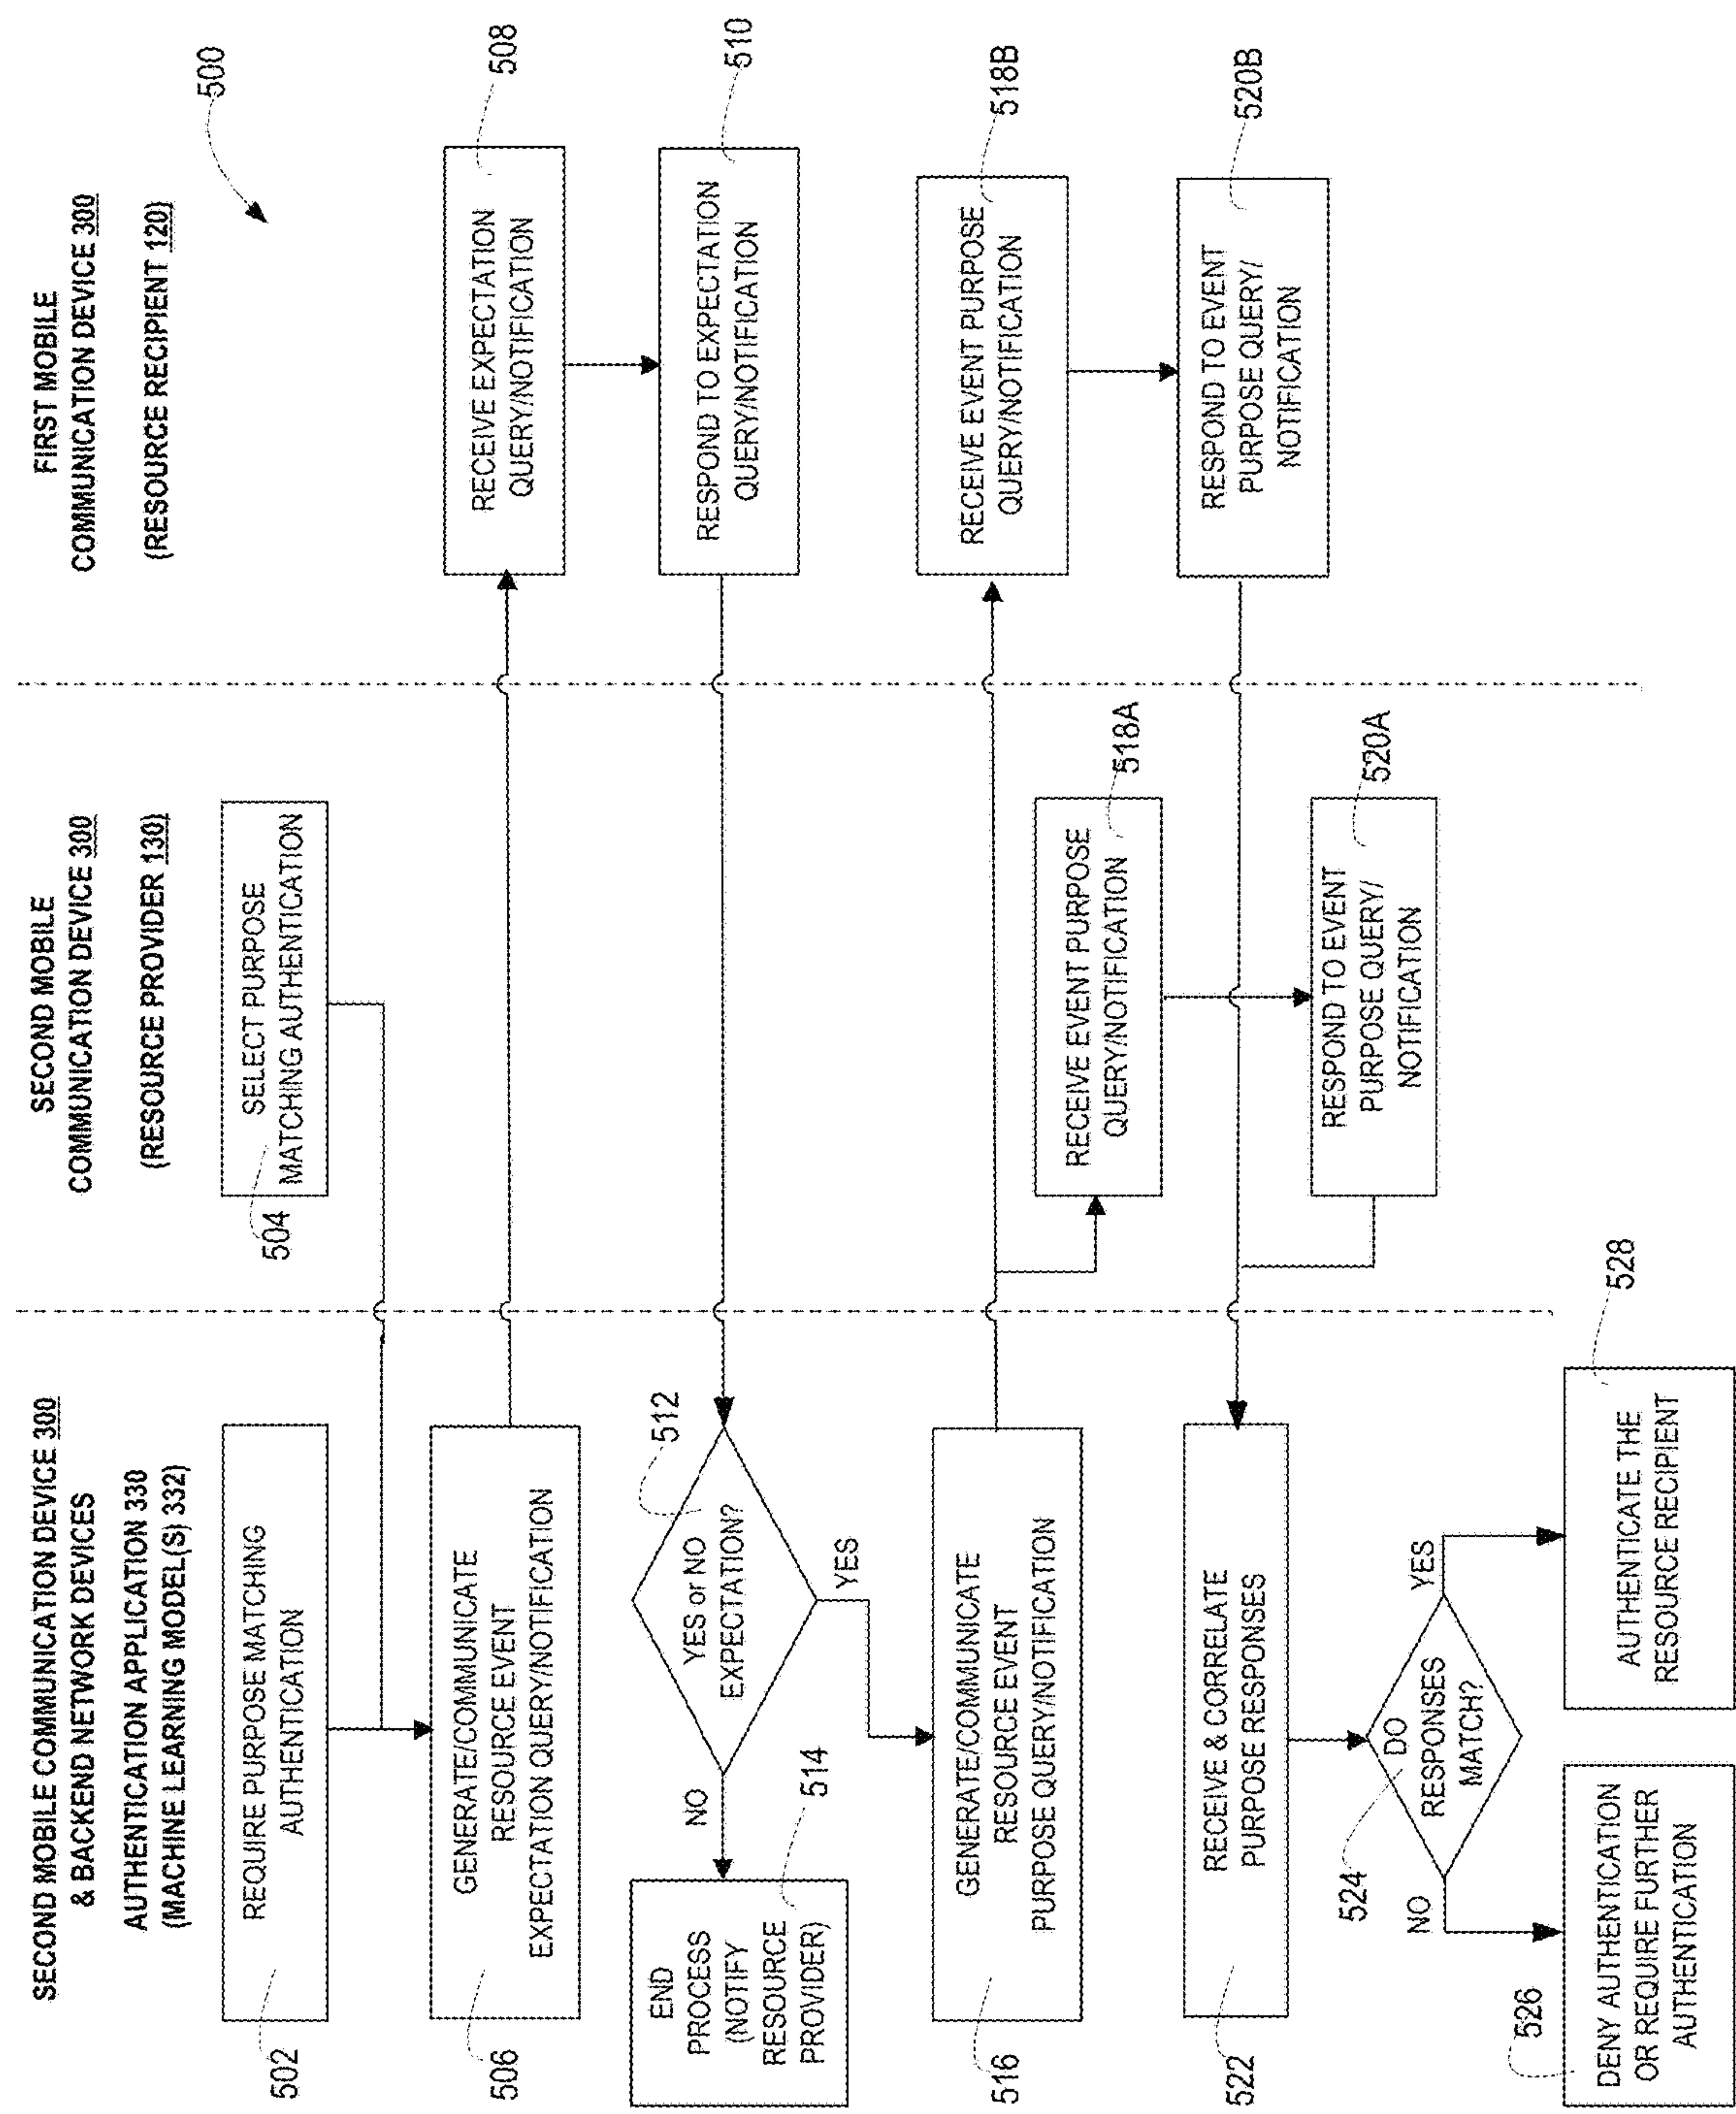 SECOND MOBILE COMMUNICATION DEVICE 300
& BACKEND NETWORK DEVICES
AUTHENTICATION APPLICATION 330
(MACHINE LEARNING MODEL(S) 332)
SECOND MOBILE
COMMUNICATION DEVICE 300
(RESOURCE PROVIDER 130)
FIRST MOBILE
COMMUNICATION DEVICE 300
(RESOURCE RECIPIENT 120)
500
502
REQUIRE PURPOSE MATCHING
AUTHENTICATION
504
SELECT PURPOSE
MATCHING AUTHENTICATION
506
GENERATE/COMMUNICATE
RESOURCE EVENT
EXPECTATION QUERY/NOTIFICATION
508
RECEIVE EXPECTATION
QUERY/NOTIFICATION
510
RESPOND TO EXPECTATION
QUERY/NOTIFICATION
512
YES or NO
EXPECTATION?
NO
YES
514
END
PROCESS
(NOTIFY
RESOURCE
PROVIDER)
516
GENERATE/COMMUNICATE
RESOURCE EVENT
PURPOSE QUERY/NOTIFICATION
518A
RECEIVE EVENT PURPOSE
QUERY/NOTIFICATION
518B
RECEIVE EVENT PURPOSE
QUERY/NOTIFICATION
520A
RESPOND TO EVENT
PURPOSE QUERY/
NOTIFICATION
520B
RESPOND TO EVENT
PURPOSE QUERY/
NOTIFICATION
522
RECEIVE & CORRELATE
PURPOSE RESPONSES
524
DO
RESPONSES
MATCH?
NO
YES
526
DENY AUTHENTICATION
OR REQUIRE FURTHER
AUTHENTICATION
528
AUTHENTICATE THE
RESOURCE RECIPIENT